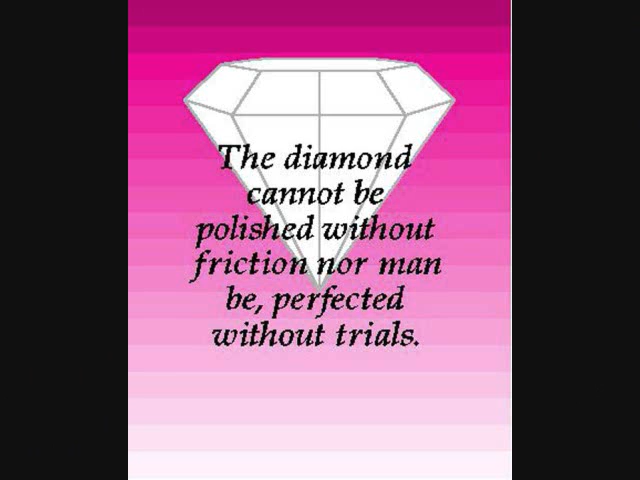 The diamond
cannot be
polished without
friction nor man
be, perfected
without trials.